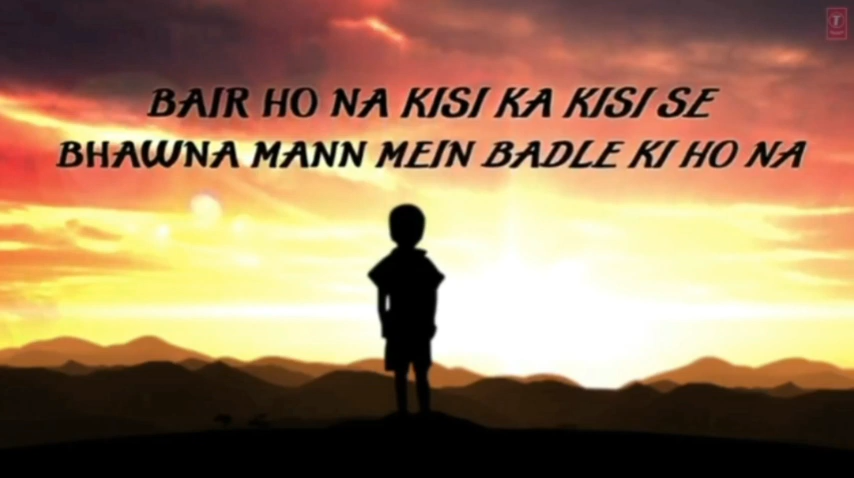 BAIR HO NA KISI KA KISI SE
BHAWNA MANN MEIN BADLE KI HO NA